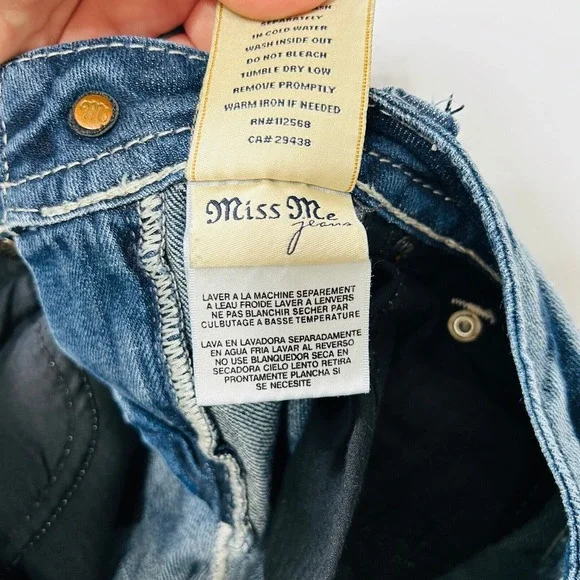 SEPARATELY
IN COLD WATER
WASH INSIDE OUT
DO NOT BLEACH
TUMBLE DRY LOW
REMOVE PROMPTLY
WARM IRON IF NEEDED
RN#112568
CA# 29438
M
Miss Me
jeans
LAVER A LA MACHINE SEPAREMENT
A LEAU FROIDE LAVER A LENVERS
NE PAS BLANCHIR SECHER PAR
CULBUTAGE A BASSE TEMPERATURE
LAVA EN LAVADORA SEPARADAMENTE
EN AGUA FRIA LAVAR AL REVERSO
NO USE BLANQUEDOR SECA EN
SECADORA CIELO LENTO RETIRA
PRONTAMENTE PLANCHA SI
SE NECESITE